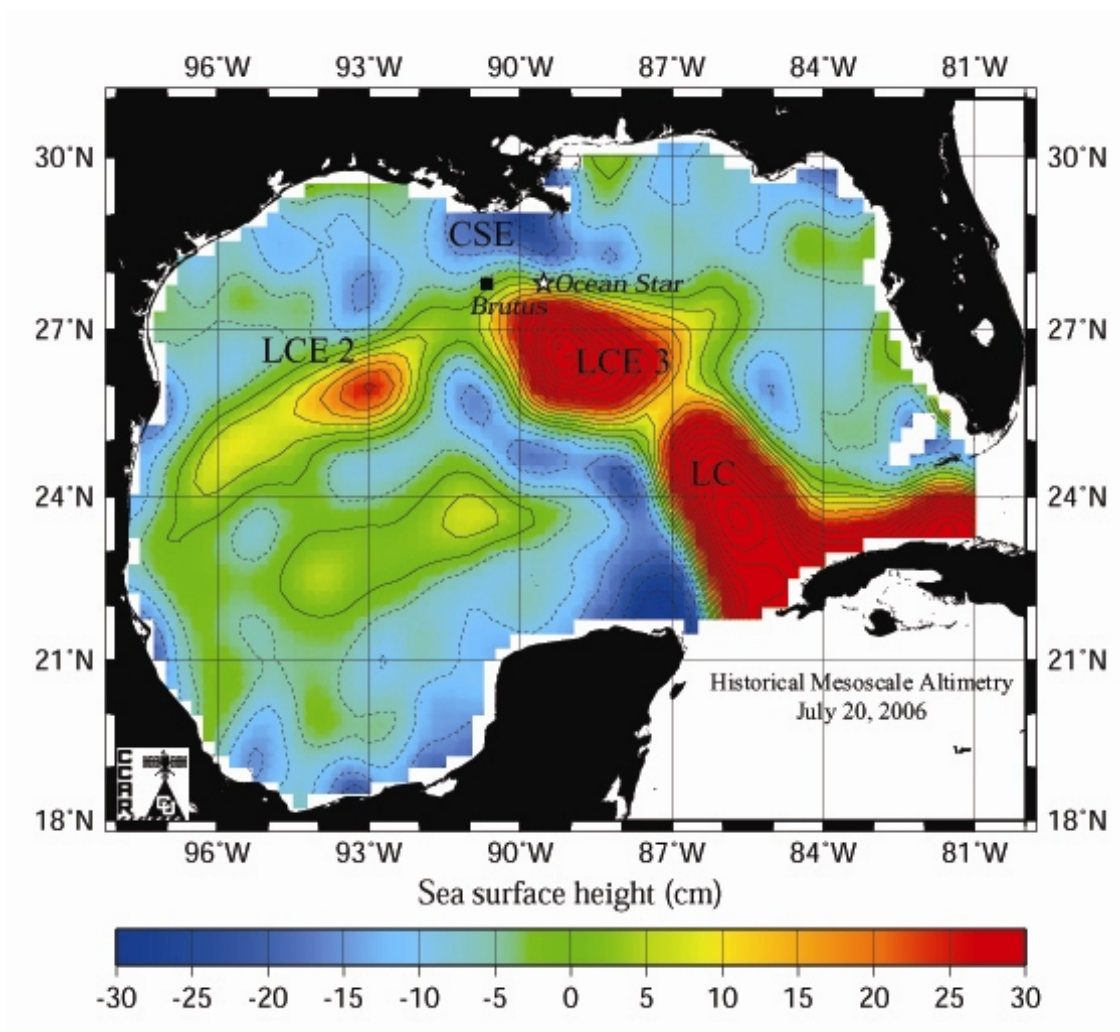 96°W 93°W 90°W 87°W 84°W 81°W
30°N 30°N
CSE
Ocean Star
Brutus
27°N 27°N
LCE 2
LCE 3
LC
24°N 24°N
21°N 21°N
Historical Mesoscale Altimetry
July 20, 2006
CCAR
CU
18°N 18°N
96°W 93°W 90°W 87°W 84°W 81°W
Sea surface height (cm)
-30 -25 -20 -15 -10 -5 0 5 10 15 20 25 30